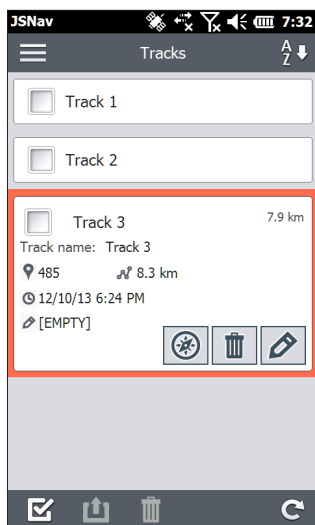 JSNav 7:32
Tracks A Z
Track 1
Track 2
Track 3 7.9 km
Track name: Track 3
485 8.3 km
12/10/13 6:24 PM
[EMPTY]